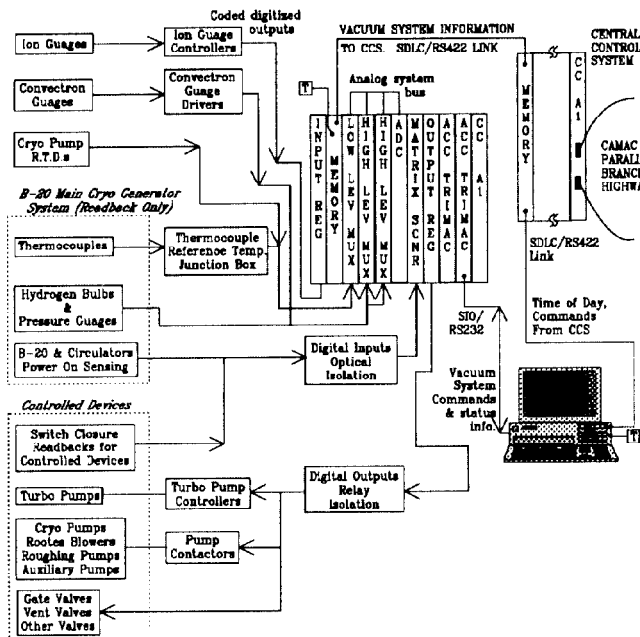 Ion Guages
Ion Guage
Controllers
Coded digitized
outputs
VACUUM SYSTEM INFORMATION
TO CCS. SDLC/RS422 LINK
CENTRAL
CONTROL
SYSTEM
Convectron
Guages
Convectron
Guage
Drivers
Analog system
bus
T
Cryo Pump
R.T.D.s
INPUT REG
MEMORY
LOW LEV MUX
HIGH LEV MUX
HIGH LEV MUX
ADC
MATRIX SCNR
OUTPUT REG
ACC TRIMAC
ACC TRIMAC
CC A1
MEMORY
CC A1
CAMAC
PARALL
BRANCH
HIGHWA
B-20 Main Cryo Generator
System (Readback Only)
Thermocouples
Thermocouple
Reference Temp.
Junction Box
SDLC/RS422
Link
Hydrogen Bulbs
&
Pressure Guages
SIO/
RS232
Time of Day,
Commands
From CCS
B-20 & Circulators
Power On Sensing
Digital Inputs
Optical
Isolation
Vacuum
System
Commands
& status
info.
T
Controlled Devices
Switch Closure
Readbacks for
Controlled Devices
Turbo Pumps
Turbo Pump
Controllers
Digital Outputs
Relay
Isolation
Cryo Pumps
Rootes Blowers
Roughing Pumps
Auxiliary Pumps
Pump
Contactors
Gate Valves
Vent Valves
Other Valves